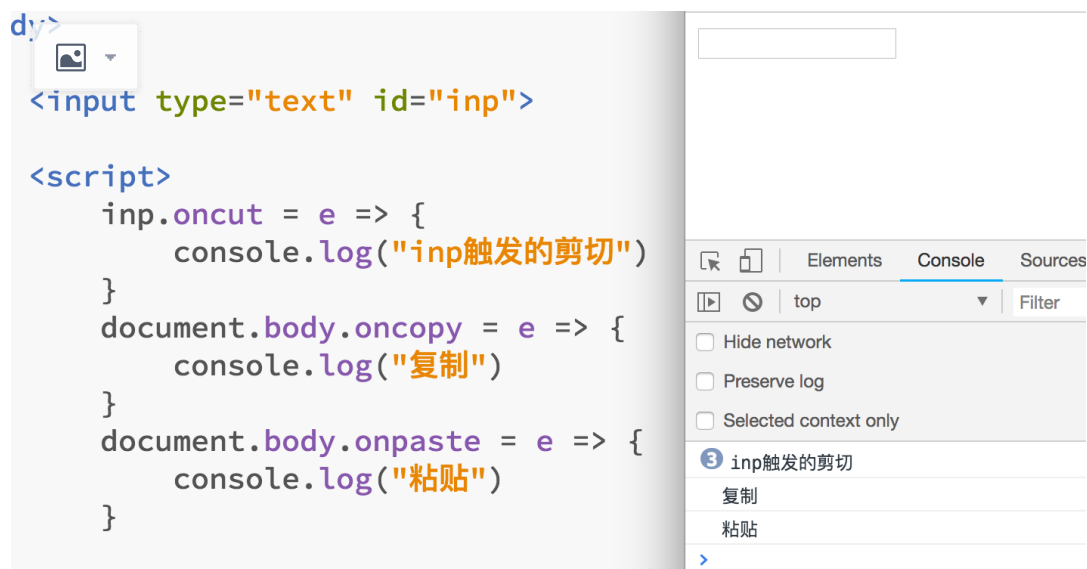 dy>
<input type="text" id="inp">
<script>
inp.oncut = e => {
console.log("inp触发的剪切")
}
document.body.oncopy = e => {
console.log("复制")
}
document.body.onpaste = e => {
console.log("粘贴")
}
Elements Console Sources
top ▼ Filter
Hide network
Preserve log
Selected context only
3 inp触发的剪切
复制
粘贴
>